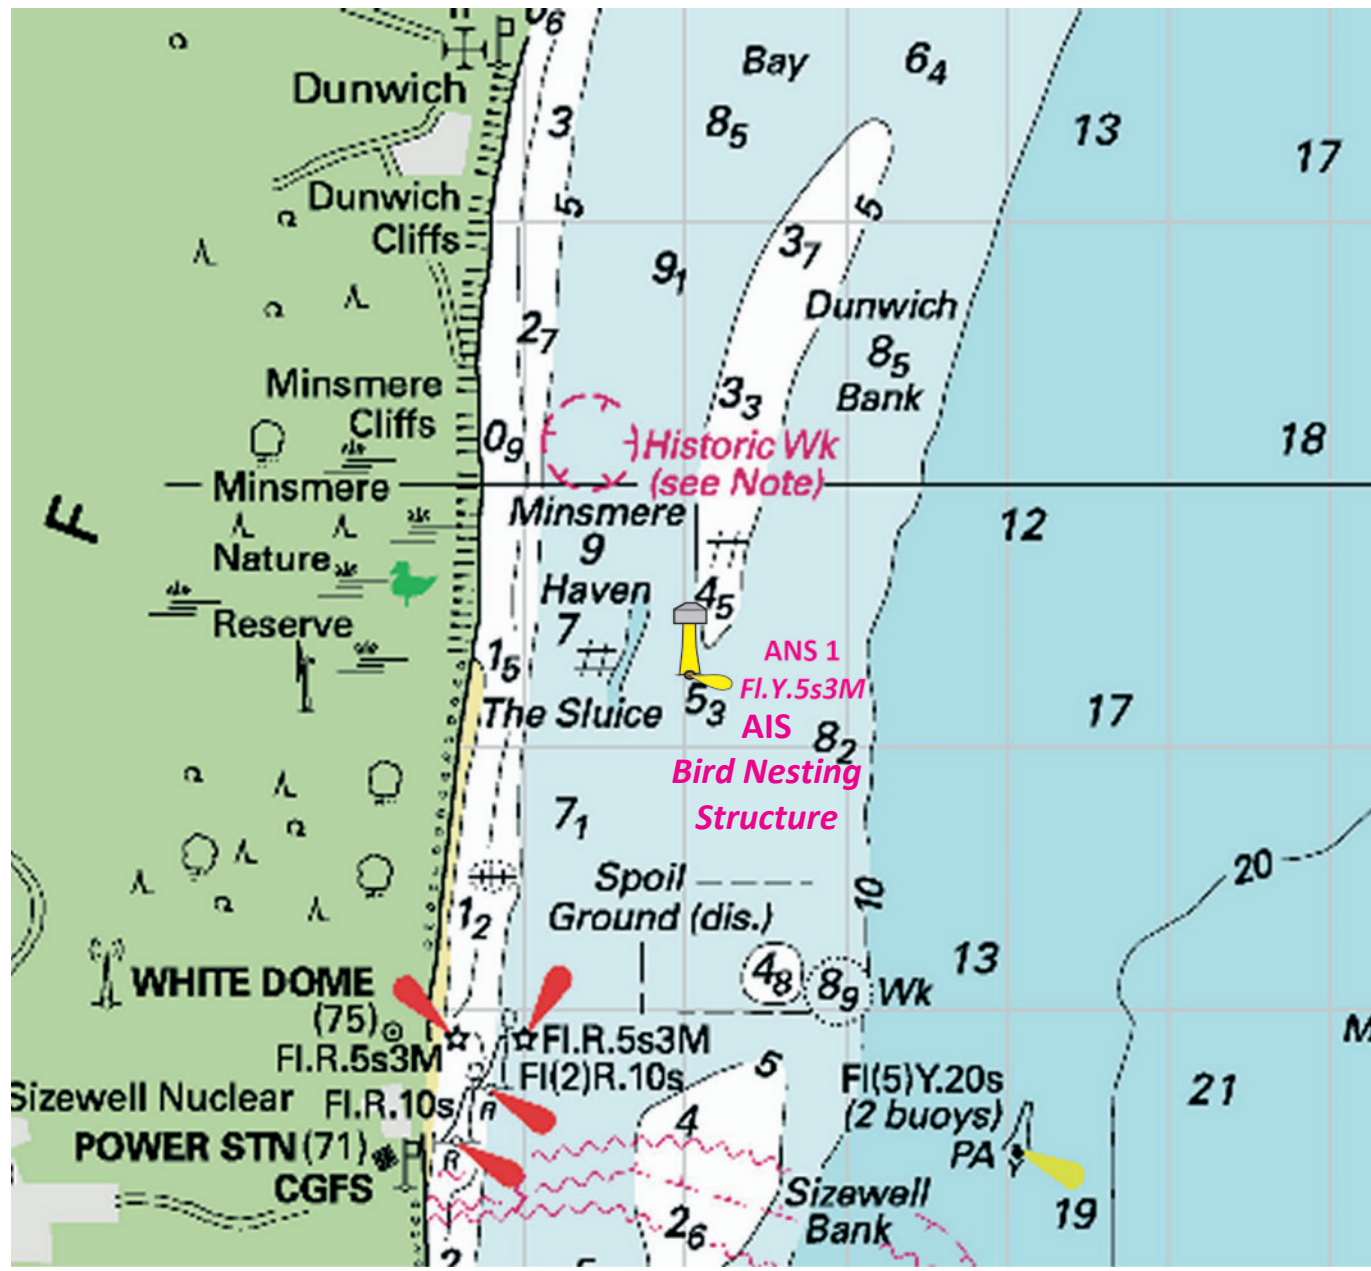 0₆
Bay
6₄
Dunwich
3
8₅
13
17
Dunwich
Cliffs
5
5
3₇
9₁
Dunwich
8₅
Bank
2₇
Minsmere
Cliffs
3₃
0₉
Historic Wk
(see Note)
18
Minsmere
F
Minsmere
9
Haven
12
Nature
4₅
Reserve
7
1₅
ANS 1
Fl.Y.5s3M
5₃
The Sluice
AIS
8₂
17
Bird Nesting
Structure
7₁
20
Spoil
Ground (dis.)
10
1₂
13
WHITE DOME
(75)
4₈
8₉
Wk
Fl.R.5s3M
Fl.R.5s3M
Fl(2)R.10s
M
5
Fl(5)Y.20s
(2 buoys)
PA
21
Sizewell Nuclear
Fl.R.10s
R
4
POWER STN (71)
R
CGFS
Y
Sizewell
Bank
19
2₆
2